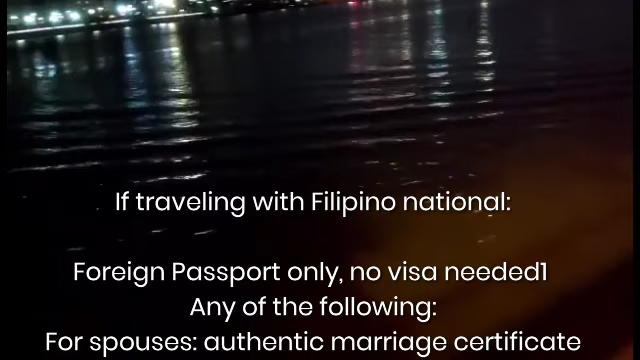 If traveling with Filipino national:
Foreign Passport only, no visa needed1
Any of the following:
For spouses: authentic marriage certificate